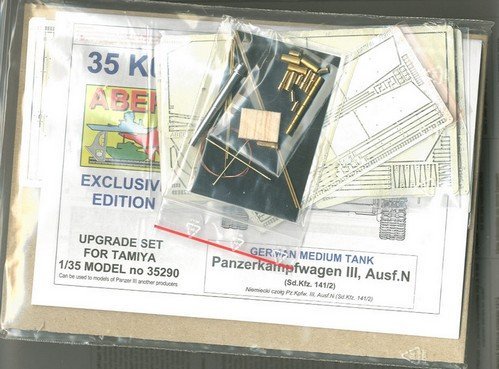 35 K
ABER
EXCLUSIV
EDITION
UPGRADE SET
FOR TAMIYA
1/35 MODEL no 35290
Can be used to models of Panzer III another producers
GERMAN MEDIUM TANK
Panzerkampfwagen III, Ausf.N
(Sd.Kfz. 141/2)
Niemiecki czołg Pz.Kpfw. III, Ausf.N (Sd.Kfz. 141/2)